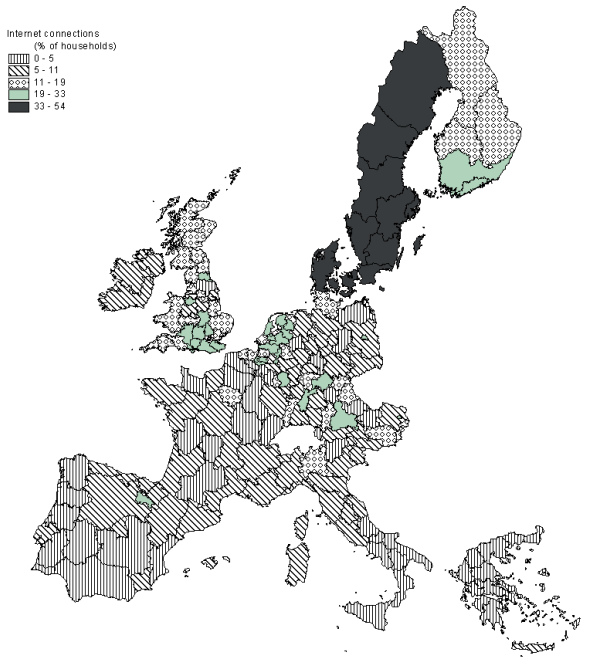 Internet connections
(% of households)
0 - 5
5 - 11
11 - 19
19 - 33
33 - 54